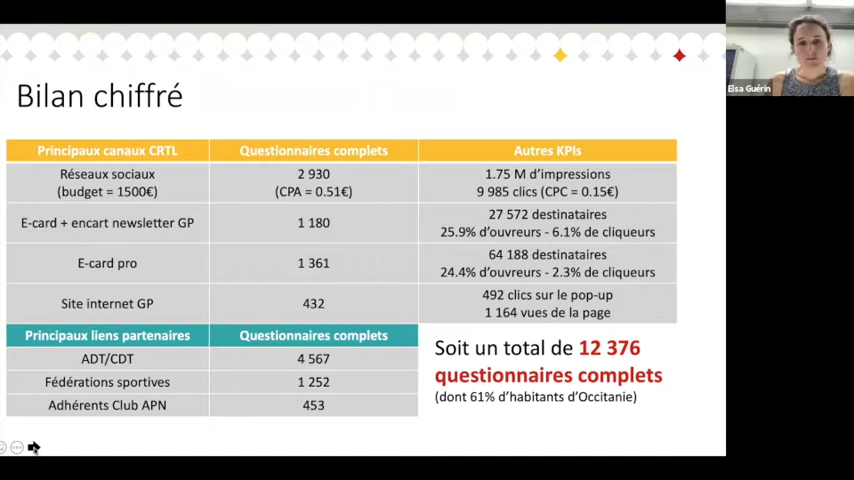 Bilan chiffré
Elsa Guérin
Principaux canaux CRTL Questionnaires complets Autres KPIs
Réseaux sociaux
(budget = 1500€)
2 930
(CPA = 0.51€)
1.75 M d'impressions
9 985 clics (CPC = 0.15€)
E-card + encart newsletter GP
1 180
27 572 destinataires
25.9% d'ouvreurs - 6.1% de cliqueurs
E-card pro
1 361
64 188 destinataires
24.4% d'ouvreurs - 2.3% de cliqueurs
Site internet GP
432
492 clics sur le pop-up
1 164 vues de la page
Principaux liens partenaires Questionnaires complets
ADT/CDT 4 567
Fédérations sportives 1 252
Adhérents Club APN 453
Soit un total de 12 376
questionnaires complets
(dont 61% d'habitants d'Occitanie)